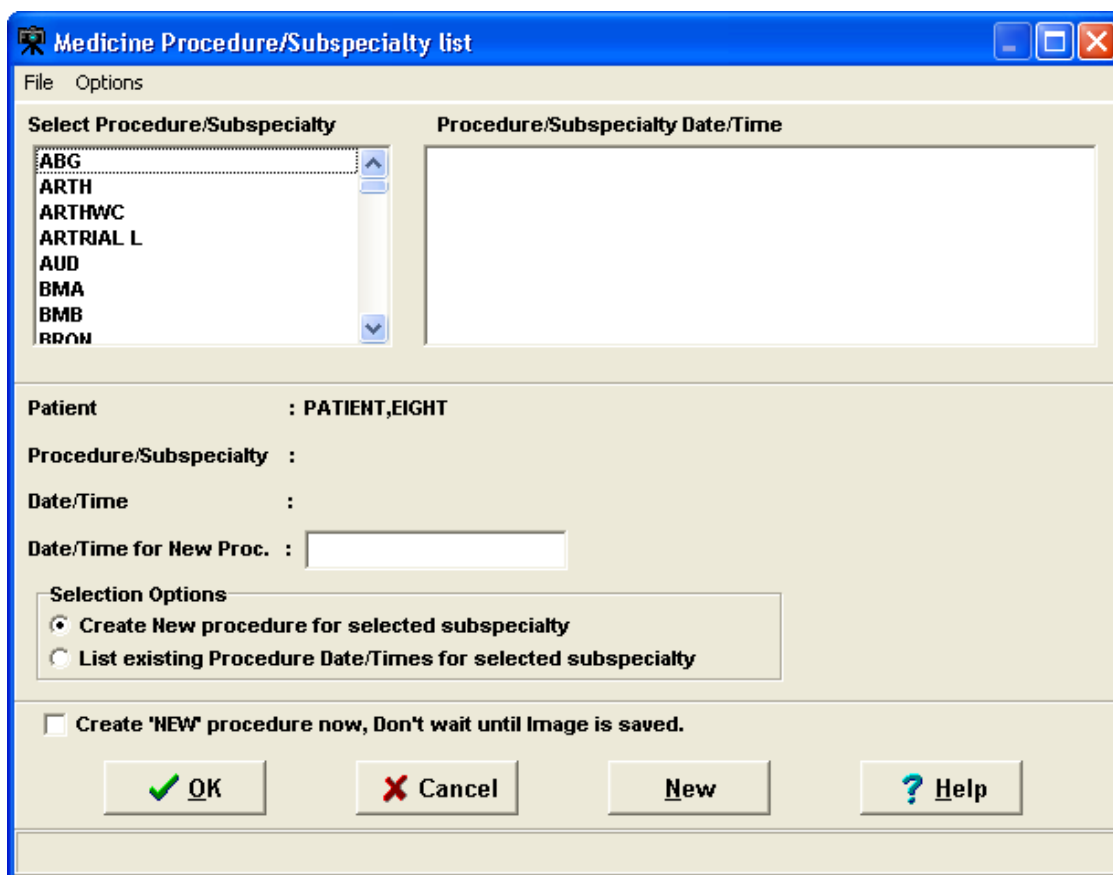 Medicine Procedure/Subspecialty list
File Options
Select Procedure/Subspecialty
Procedure/Subspecialty Date/Time
ABG
ARTH
ARTHWC
ARTRIAL L
AUD
BMA
BMB
BRON
Patient : PATIENT,EIGHT
Procedure/Subspecialty :
Date/Time :
Date/Time for New Proc. :
Selection Options
Create New procedure for selected subspecialty
List existing Procedure Date/Times for selected subspecialty
Create 'NEW' procedure now, Don't wait until Image is saved.
OK Cancel New Help